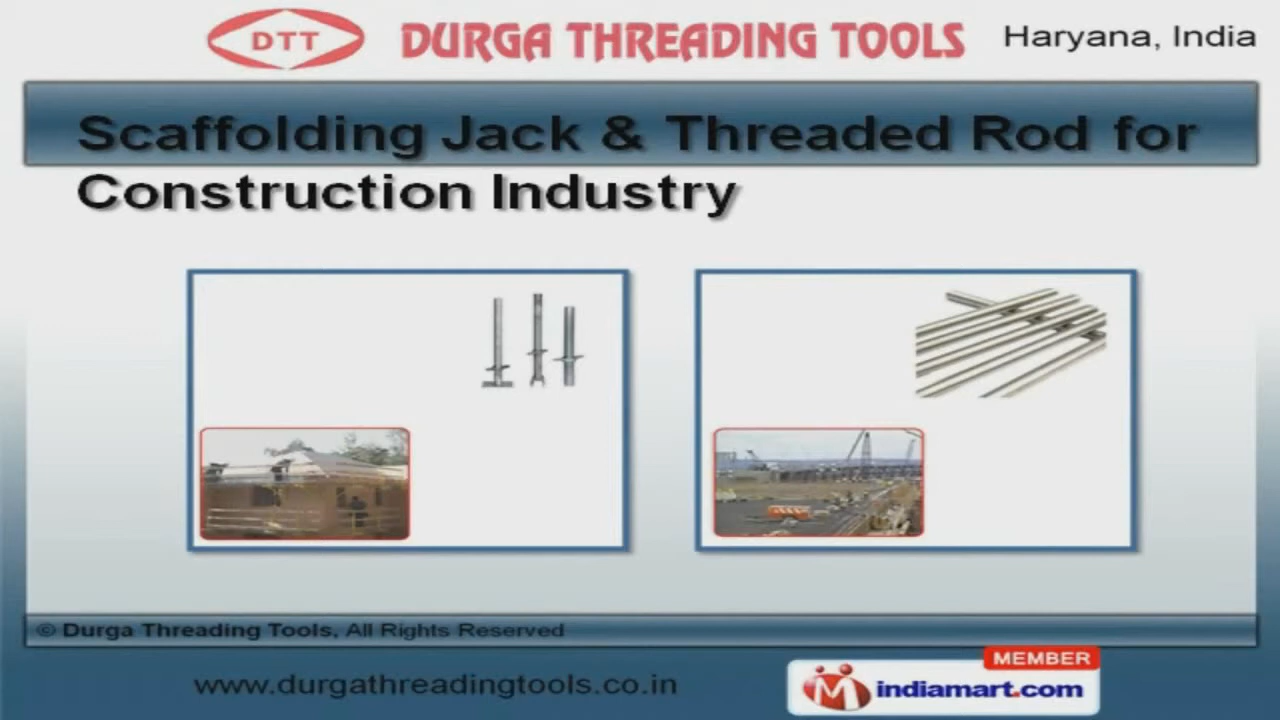 DTT
DURGA THREADING TOOLS
Haryana, India
Scaffolding Jack & Threaded Rod for
Construction Industry
© Durga Threading Tools, All Rights Reserved
www.durgathreadingtools.co.in
MEMBER
indiamart.com